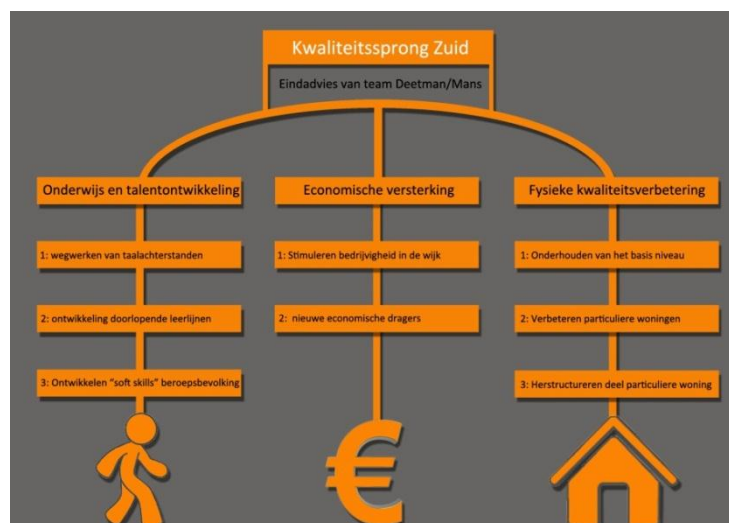 Kwaliteitssprong Zuid
Eindadvies van team Deetman/Mans
Onderwijs en talentontwikkeling
1: wegwerken van taalachterstanden
2: ontwikkeling doorlopende leerlijnen
3: Ontwikkelen “soft skills” beroepsbevolking
Economische versterking
1: Stimuleren bedrijvigheid in de wijk
2: nieuwe economische dragers
€
Fysieke kwaliteitsverbetering
1: Onderhouden van het basis niveau
2: Verbeteren particuliere woningen
3: Herstructureren deel particuliere woning